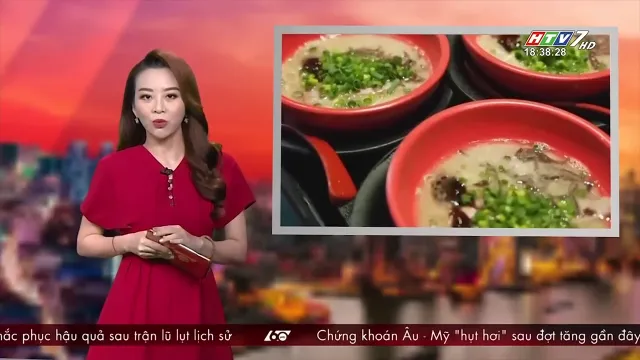 HTV7 HD
18:38:28
hắc phục hậu quả sau trận lũ lụt lịch sử
Chứng khoán Âu - Mỹ "hụt hơi" sau đợt tăng gần đây